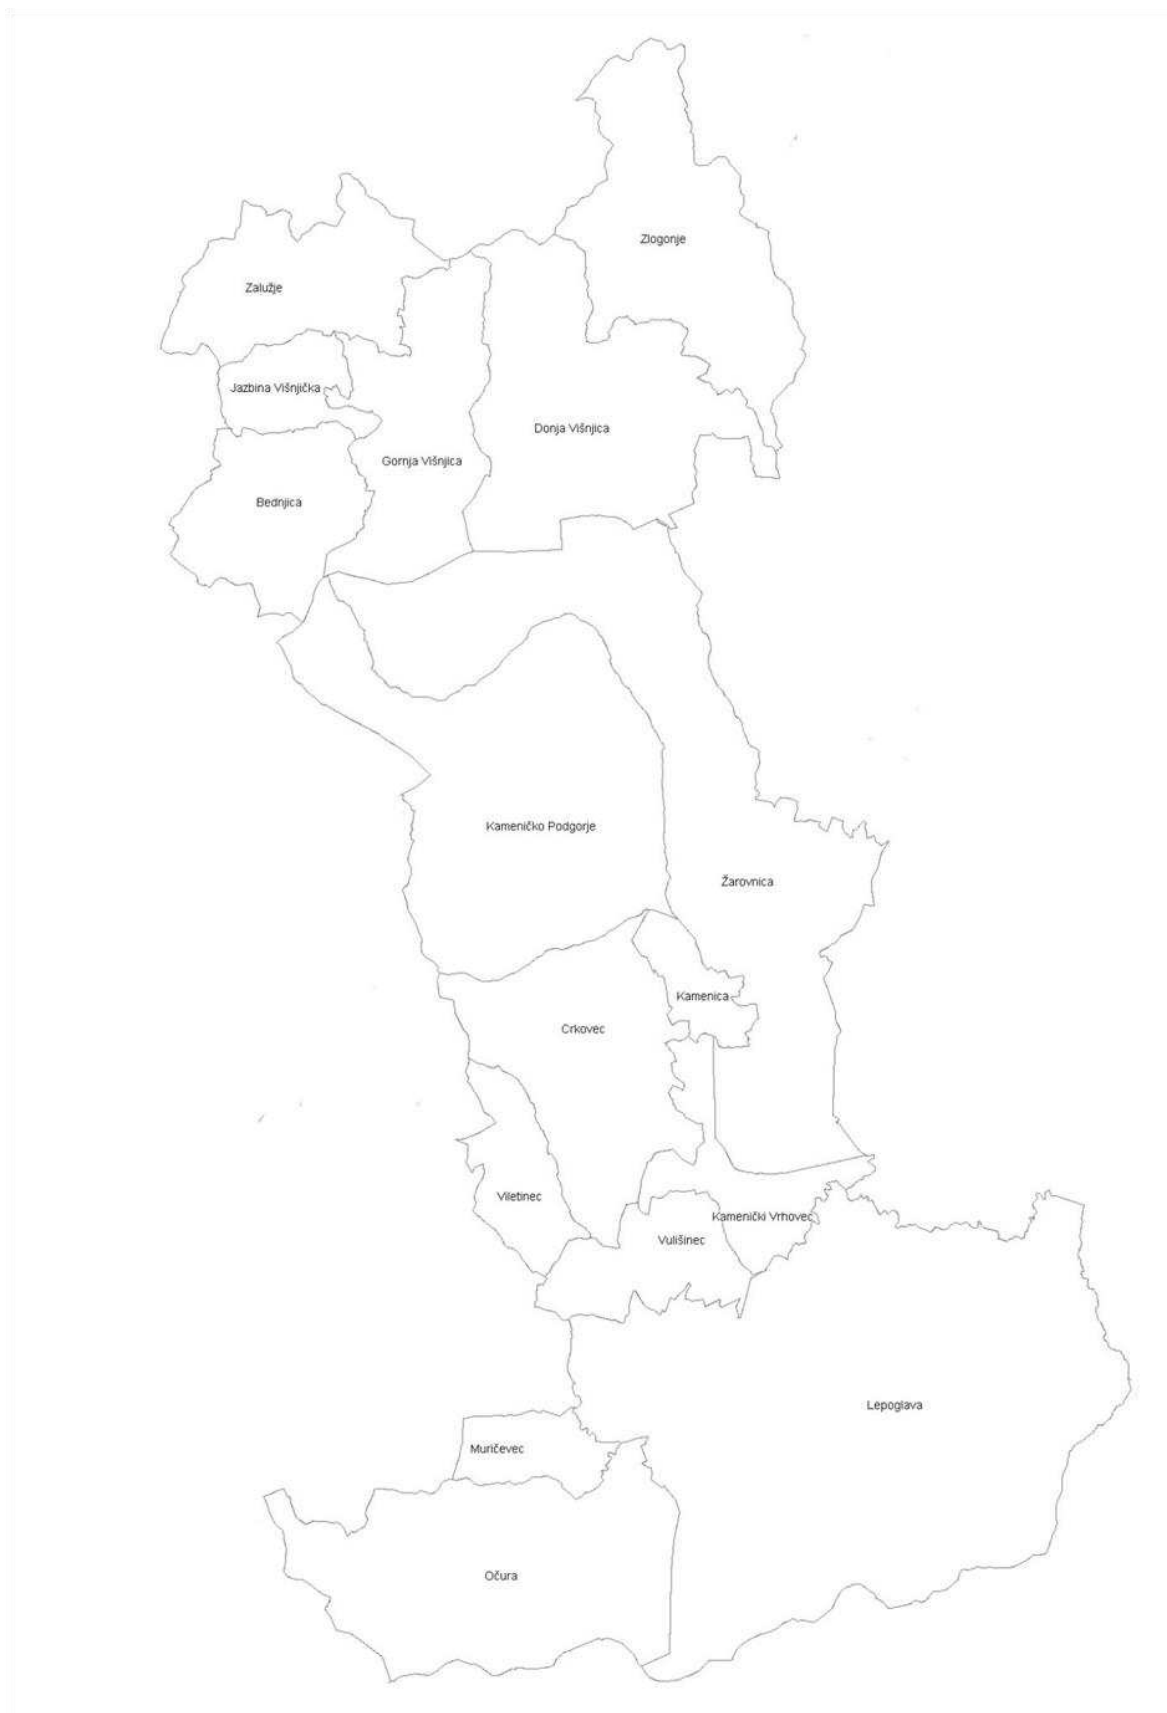 Zlogonje
Zalužje
Jazbina Višnjička
Donja Višnjica
Gornja Višnjica
Bednjica
Kameničko Podgorje
Žarovnica
Kamenica
Crkovec
Viletinec
Kamenički Vrhovec
Vulišinec
Lepoglava
Muričevec
Očura